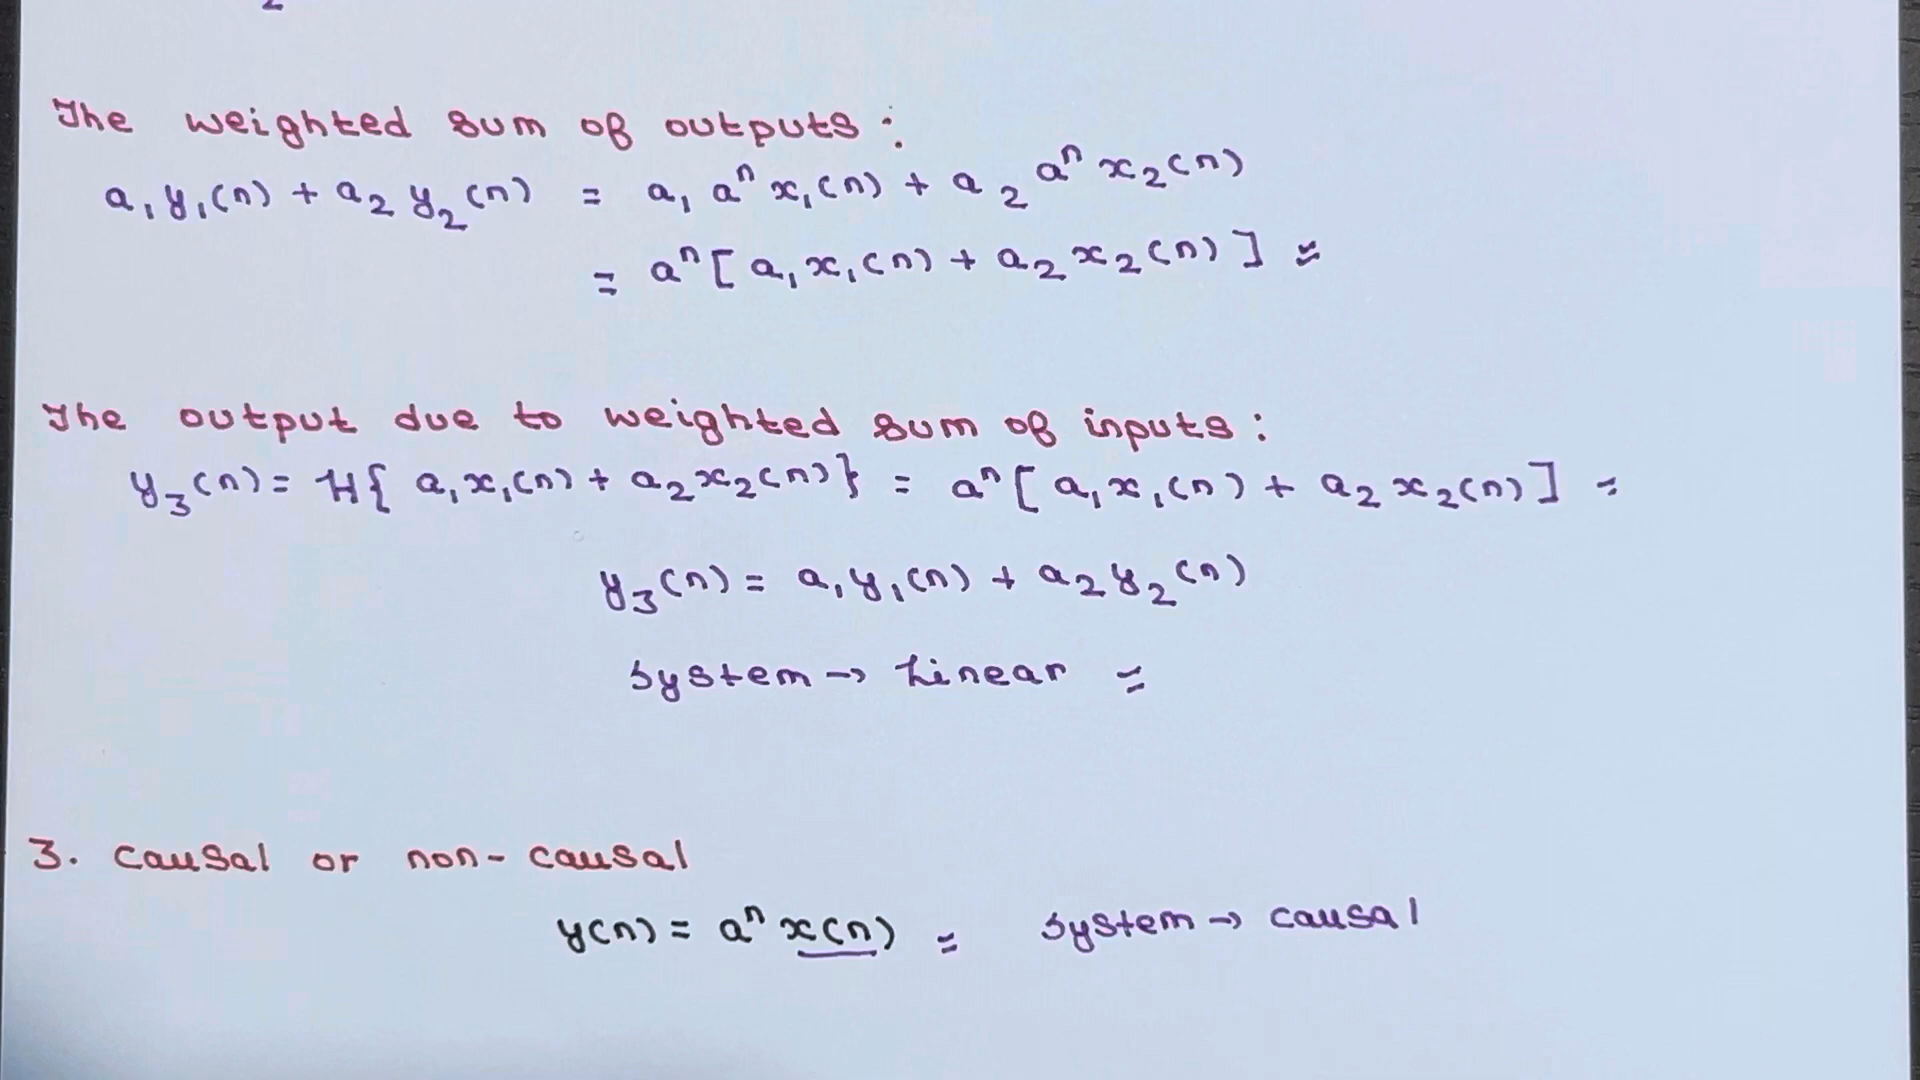 The weighted sum of outputs:
a₁y₁(n) + a₂y₂(n) = a₁ aⁿ x₁(n) + a₂ aⁿ x₂(n)
= aⁿ[a₁x₁(n) + a₂x₂(n)] =
The output due to weighted sum of inputs:
y₃(n) = H{a₁x₁(n) + a₂x₂(n)} = aⁿ[a₁x₁(n) + a₂x₂(n)] =
y₃(n) = a₁y₁(n) + a₂y₂(n)
System → Linear =
3. causal or non-causal
y(n) = aⁿ x(n) = System → causal